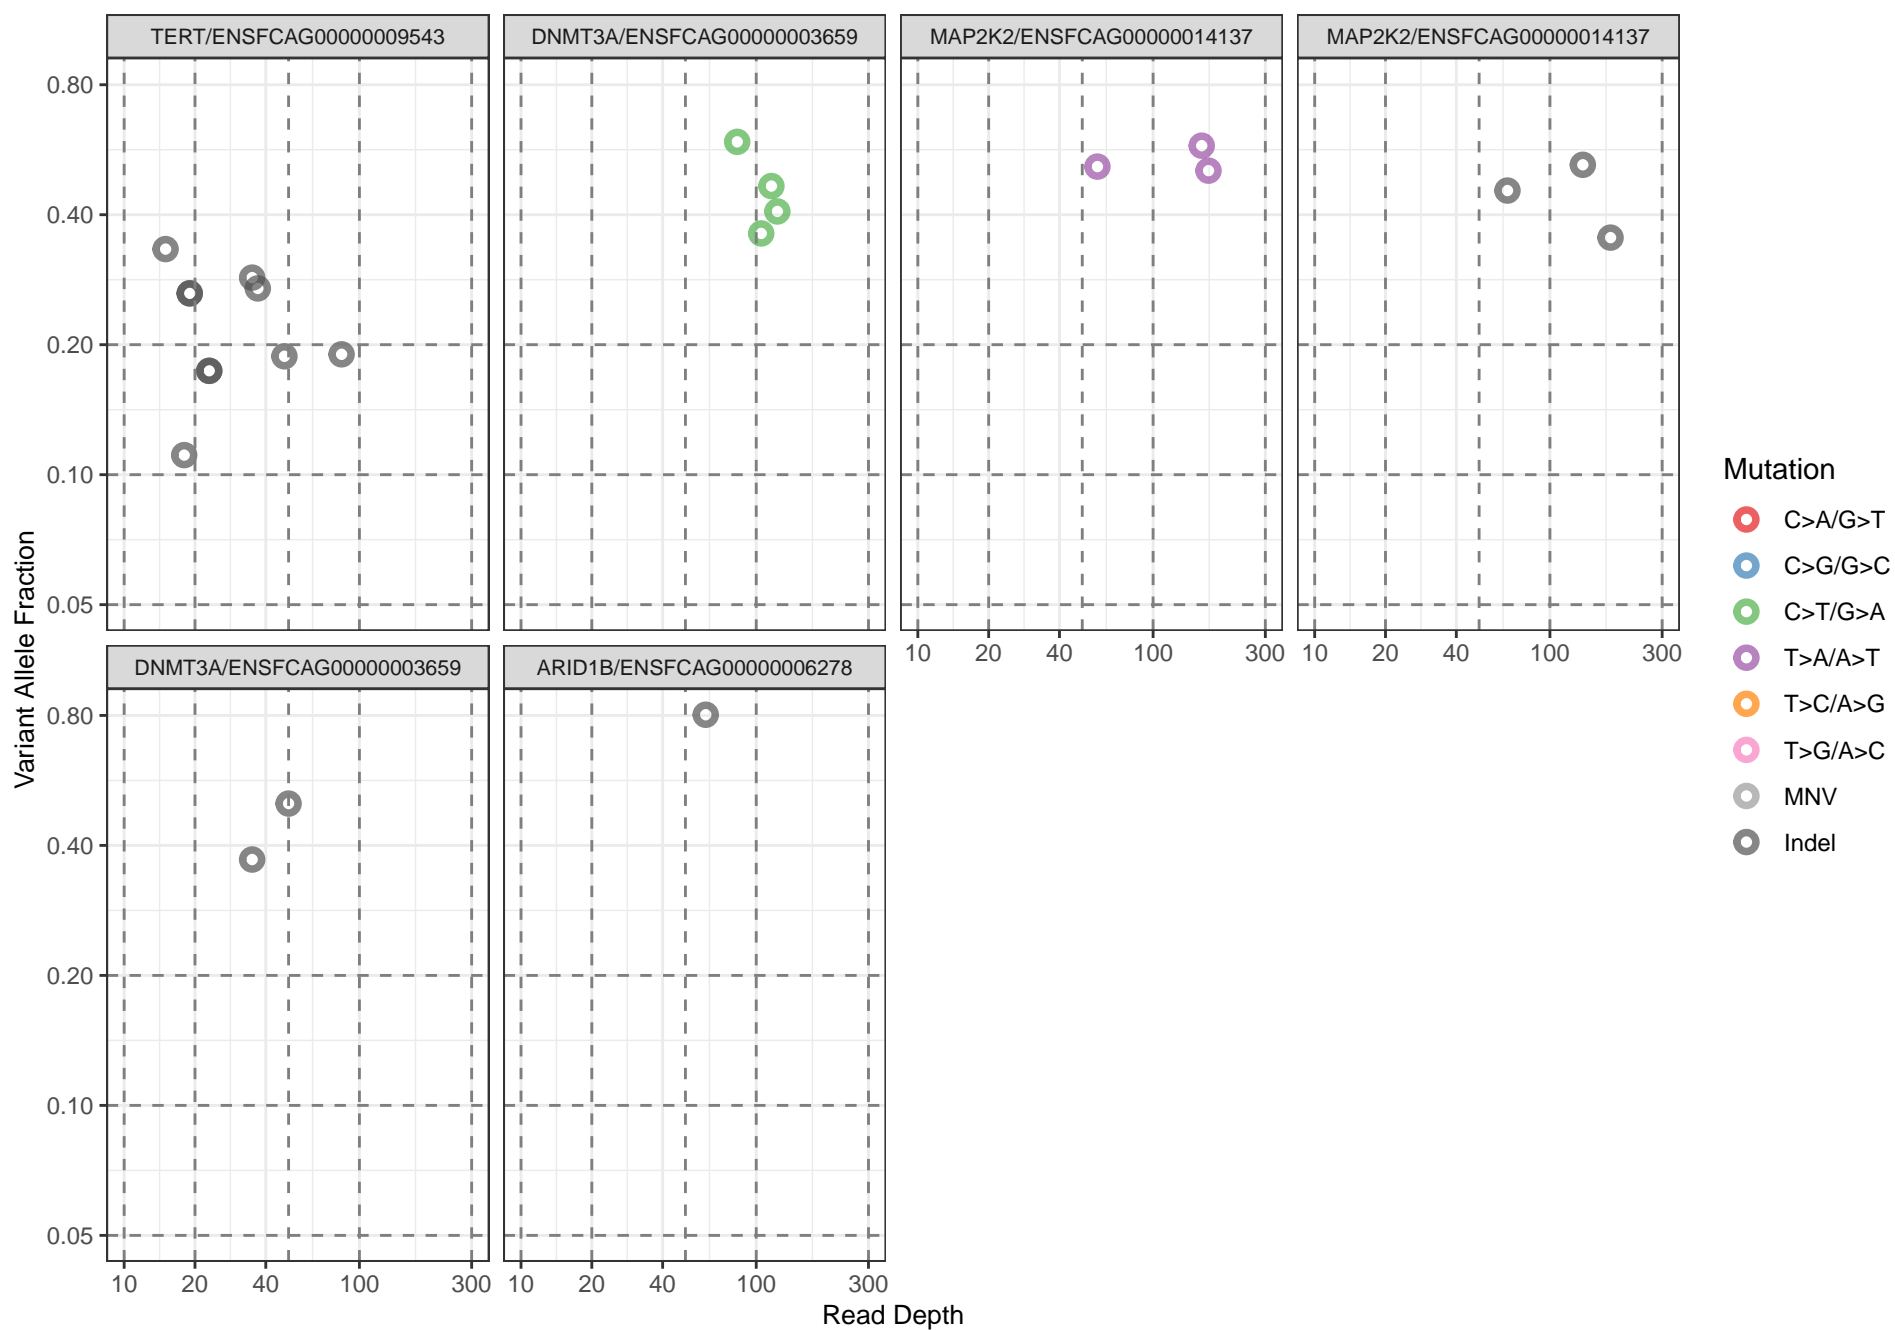 TERT/ENSFCAG00000009543
DNMT3A/ENSFCAG00000003659
MAP2K2/ENSFCAG00000014137
MAP2K2/ENSFCAG00000014137
0.80
0.40
0.20
0.10
0.05
10 20 40 100 300
10 20 40 100 300
DNMT3A/ENSFCAG00000003659
ARID1B/ENSFCAG00000006278
0.80
0.40
0.20
0.10
0.05
10 20 40 100 300
10 20 40 100 300
Variant Allele Fraction
Read Depth
Mutation
C>A/G>T
C>G/G>C
C>T/G>A
T>A/A>T
T>C/A>G
T>G/A>C
MNV
Indel